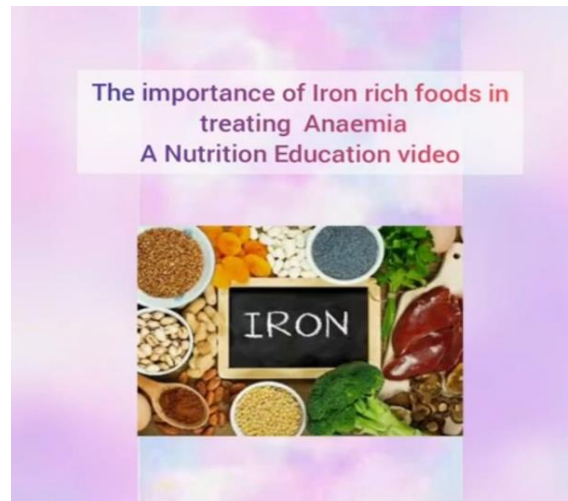 The importance of Iron rich foods in
treating Anaemia
A Nutrition Education video
IRON